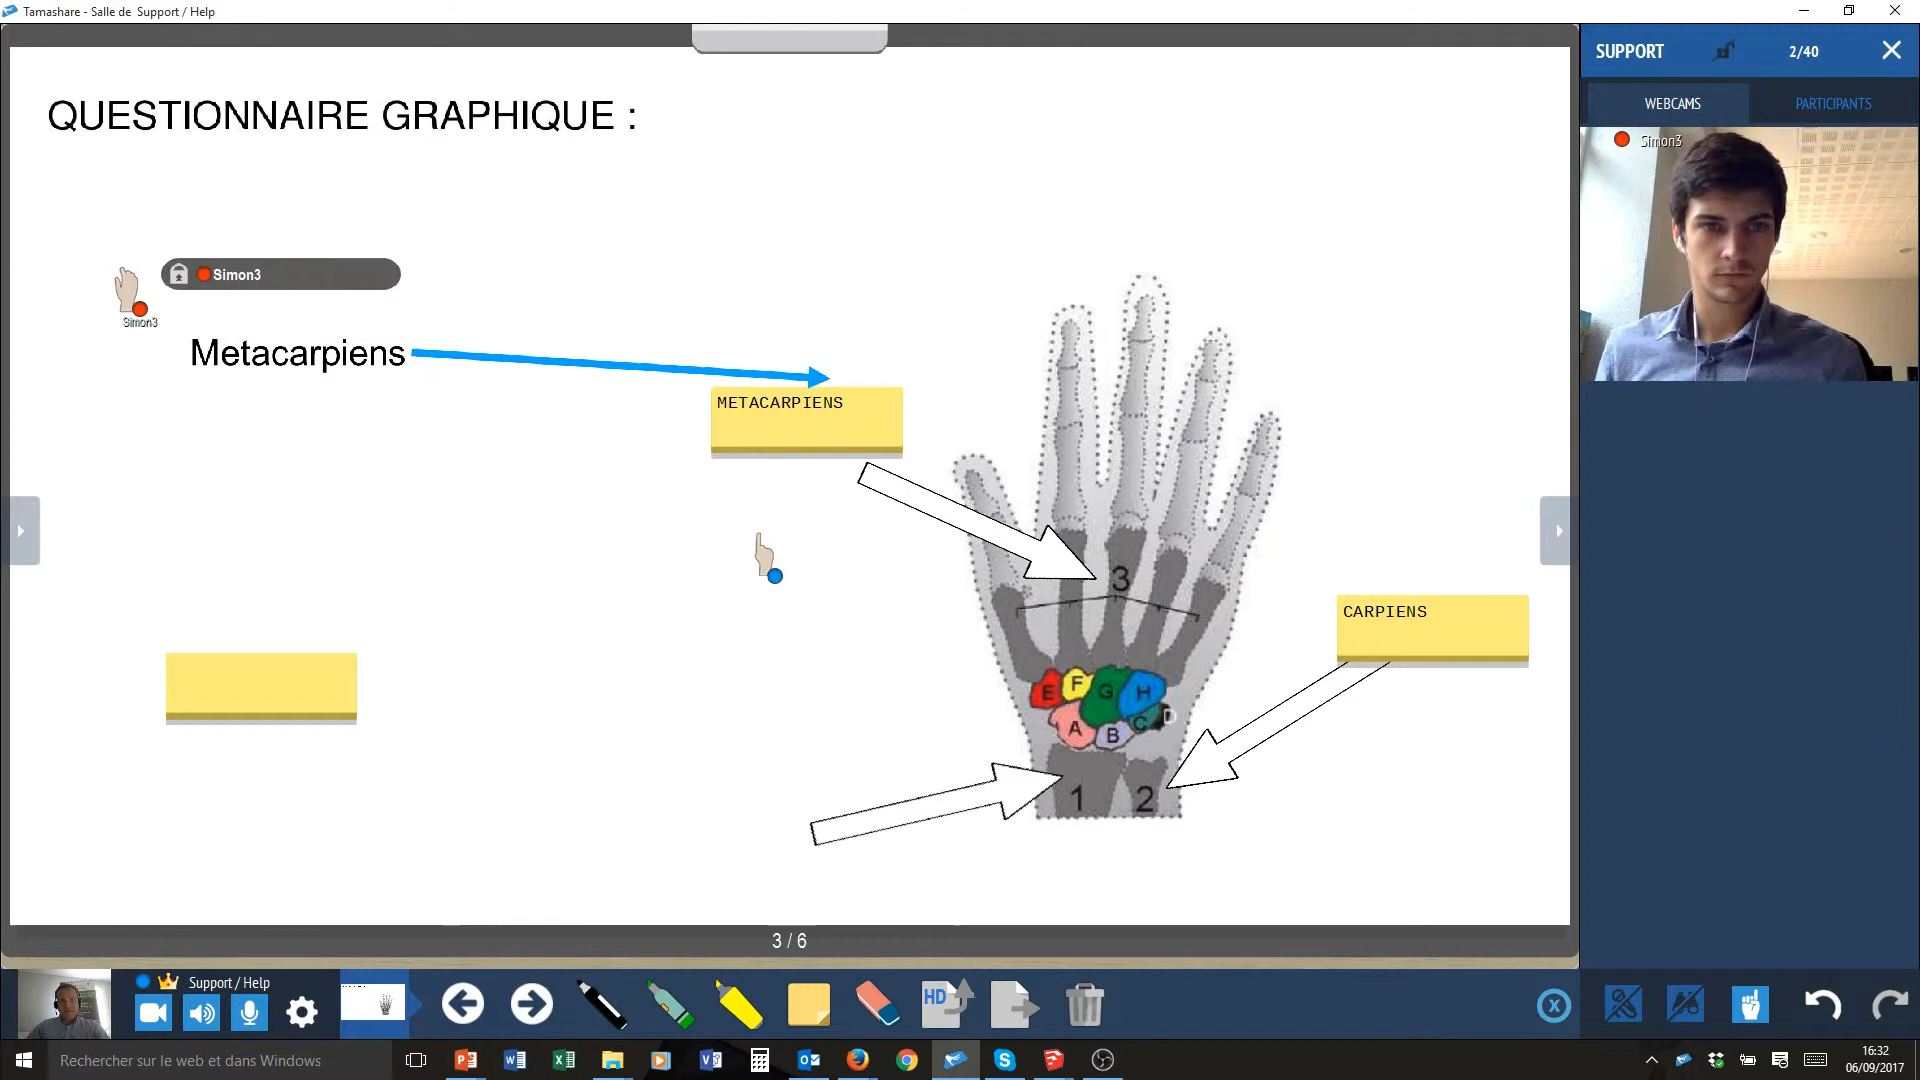 Tamashare - Salle de Support / Help
SUPPORT
2/40
WEBCAMS
PARTICIPANTS
Simon3
QUESTIONNAIRE GRAPHIQUE :
Simon3
Simon3
Metacarpiens
METACARPIENS
3
CARPIENS
E F G H
A B C D
1 2
3 / 6
Support / Help
HD
Rechercher sur le web et dans Windows
16:32
06/09/2017